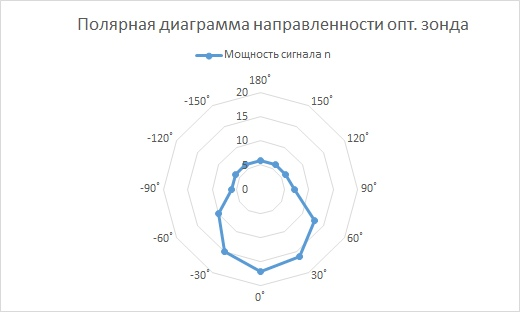 Полярная диаграмма направленности опт. зонда
Мощность сигнала n
180˚
-150˚ 20 150˚
15
-120˚ 10 120˚
5
-90˚ 0 90˚
-60˚ 60˚
-30˚ 30˚
0˚